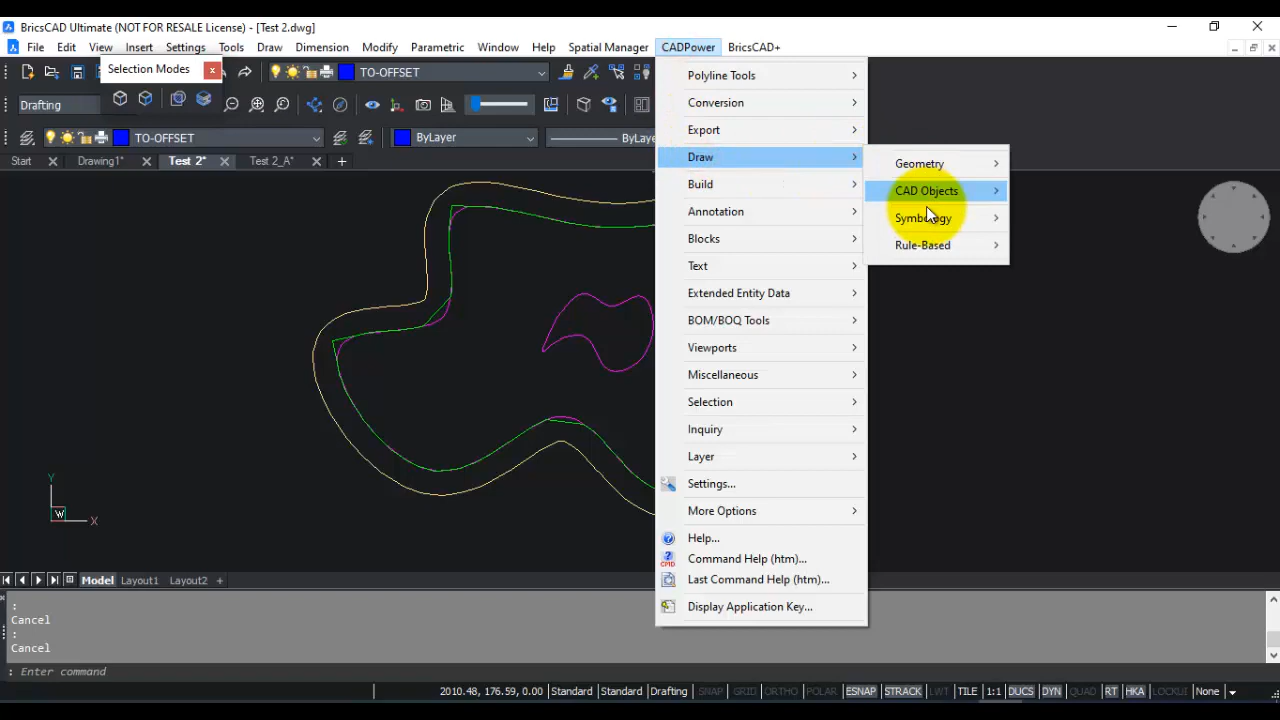 BricsCAD Ultimate (NOT FOR RESALE License) - [Test 2.dwg]
File Edit View Insert Settings Tools Draw Dimension Modify Parametric Window Help Spatial Manager CADPower BricsCAD+
Selection Modes
TO-OFFSET
Drafting
TO-OFFSET
ByLayer
ByLaye
Start
Drawing1*
Test 2*
Test 2_A*
Polyline Tools
Conversion
Export
Draw
Build
Annotation
Blocks
Text
Extended Entity Data
BOM/BOQ Tools
Viewports
Miscellaneous
Selection
Inquiry
Layer
Settings...
More Options
Help...
Command Help (htm)...
Last Command Help (htm)...
Display Application Key...
Geometry
CAD Objects
Symbology
Rule-Based
Y
W
X
Model Layout1 Layout2
:
Cancel
:
Cancel
: Enter command
2010.48, 176.59, 0.00 Standard Standard Drafting SNAP GRID ORTHO POLAR ESNAP STRACK LWT TILE 1:1 DUCS DYN QUAD RT HKA LOCKUI None